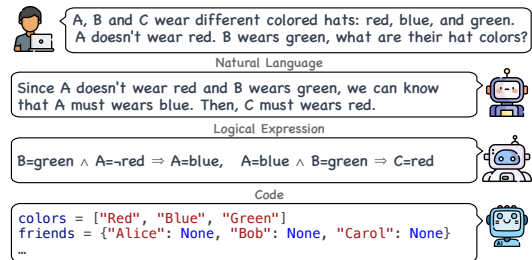 A, B and C wear different colored hats: red, blue, and green.
A doesn't wear red. B wears green, what are their hat colors?
Natural Language
Since A doesn't wear red and B wears green, we can know
that A must wears blue. Then, C must wears red.
Logical Expression
B=green ∧ A=¬red ⇒ A=blue, A=blue ∧ B=green ⇒ C=red
Code
colors = ["Red", "Blue", "Green"]
friends = {"Alice": None, "Bob": None, "Carol": None}
…
AI